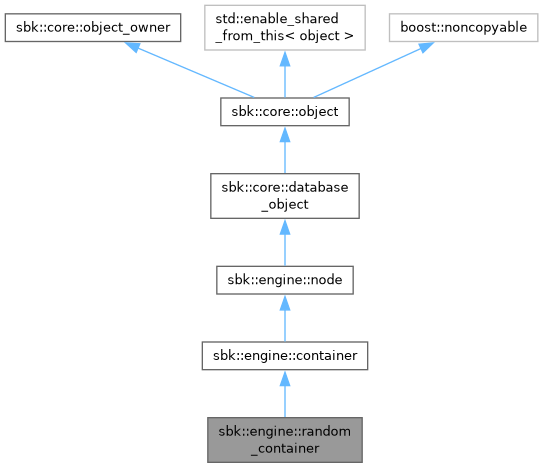 sbk::core::object_owner
std::enable_shared
_from_this< object >
boost::noncopyable
sbk::core::object
sbk::core::database
_object
sbk::engine::node
sbk::engine::container
sbk::engine::random
_container